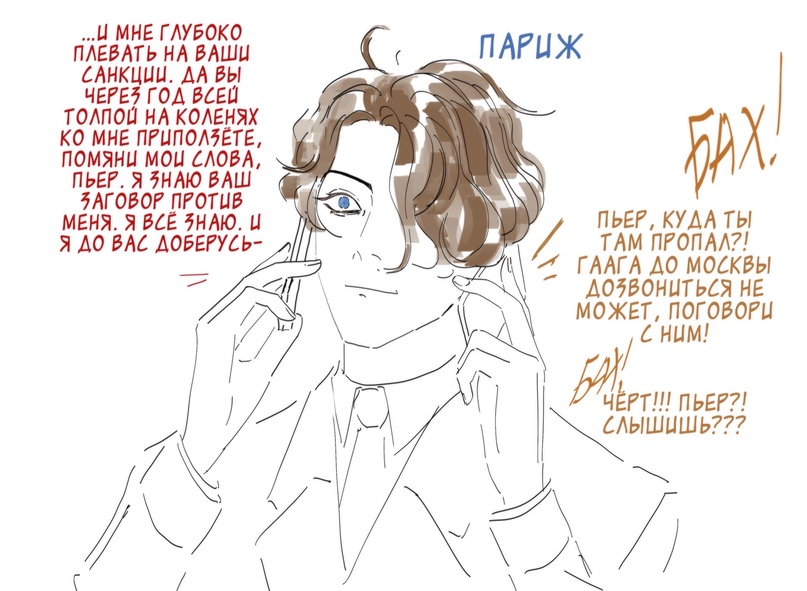 ...И МНЕ ГЛУБОКО
ПЛЕВАТЬ НА ВАШИ
САНКЦИИ. ДА ВЫ
ЧЕРЕЗ ГОД ВСЕЙ
ТОЛПОЙ НА КОЛЕНЯХ
КО МНЕ ПРИПОЛЗЁТЕ,
ПОМЯНИ МОИ СЛОВА,
ПЬЕР. Я ЗНАЮ ВАШ
ЗАГОВОР ПРОТИВ
МЕНЯ. Я ВСЁ ЗНАЮ. И
Я ДО ВАС ДОБЕРУСЬ-
ПАРИЖ
БАХ!
ПЬЕР, КУДА ТЫ
ТАМ ПРОПАЛ?!
ГААГА ДО МОСКВЫ
ДОЗВОНИТЬСЯ НЕ
МОЖЕТ, ПОГОВОРИ
С НИМ!
БАХ!
ЧЁРТ!!! ПЬЕР?!
СЛЫШИШЬ???